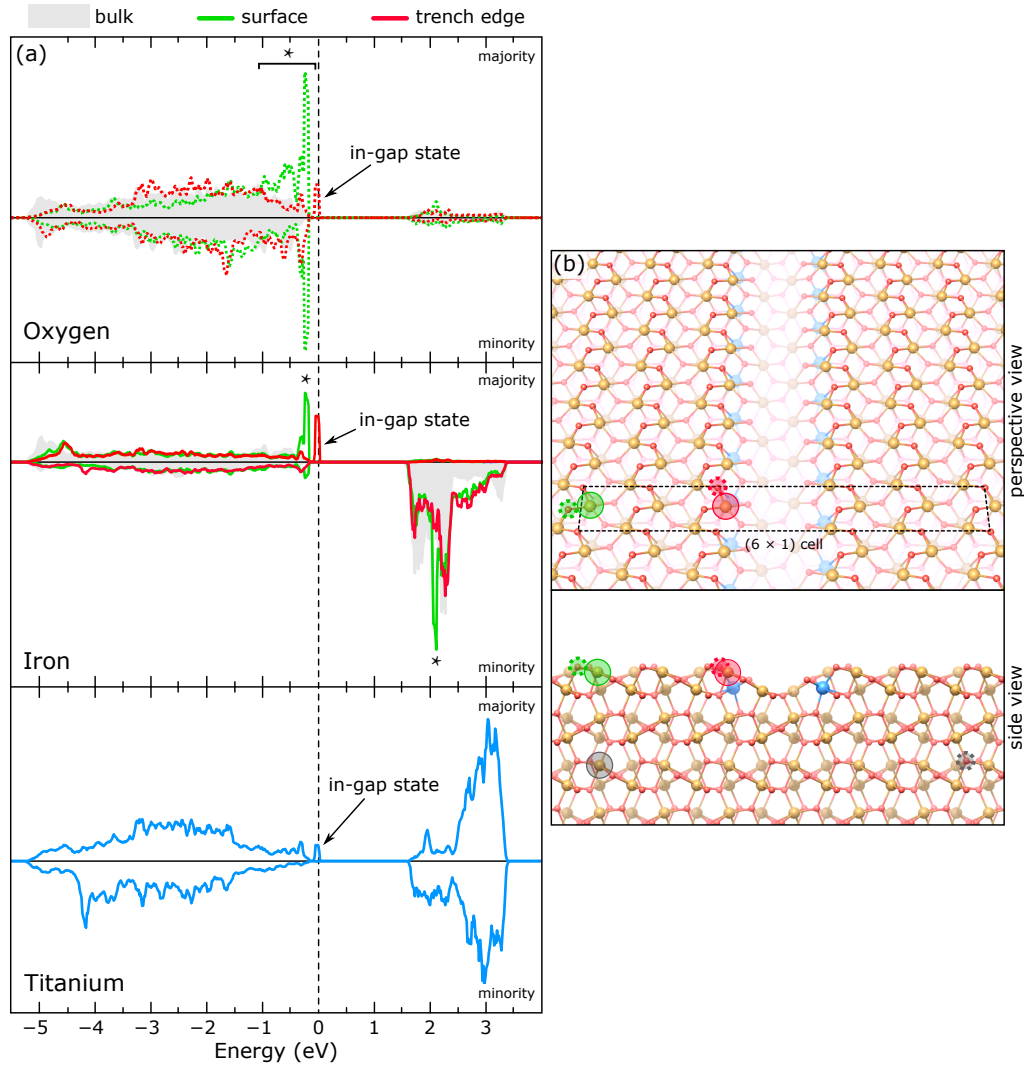 bulk surface trench edge
(a)
majority
*
in-gap state
Oxygen
minority
majority
*
in-gap state
Iron
minority
*
majority
in-gap state
Titanium
minority
−5 −4 −3 −2 −1 0 1 2 3
Energy (eV)
(b)
perspective view
(6 × 1) cell
side view